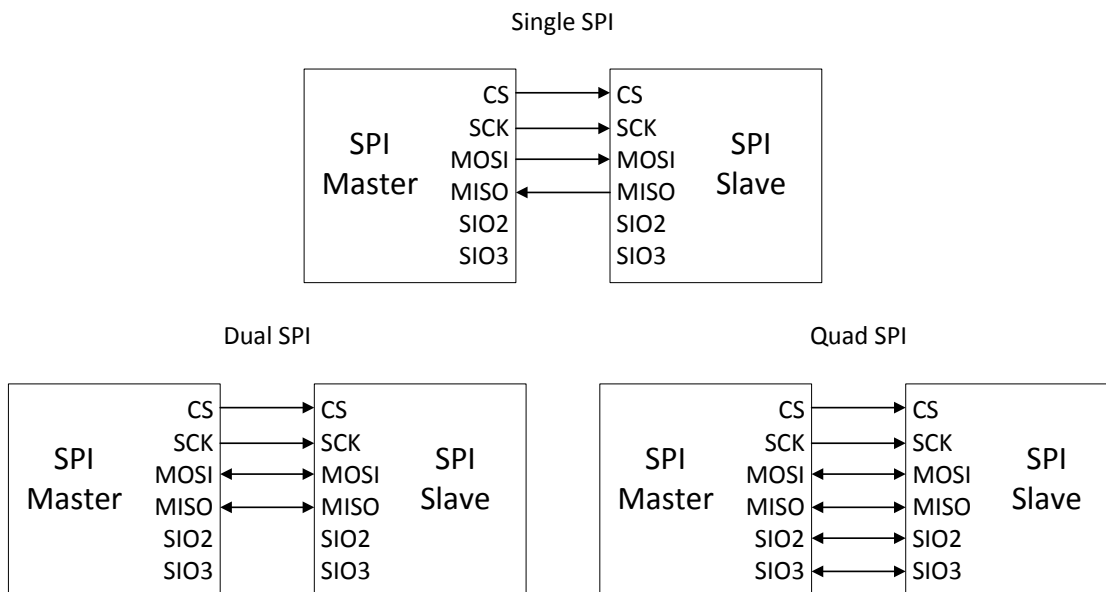 Single SPI
SPI
Master
CS
SCK
MOSI
MISO
SIO2
SIO3
CS
SCK
MOSI
MISO
SIO2
SIO3
SPI
Slave
Dual SPI
SPI
Master
CS
SCK
MOSI
MISO
SIO2
SIO3
CS
SCK
MOSI
MISO
SIO2
SIO3
SPI
Slave
Quad SPI
SPI
Master
CS
SCK
MOSI
MISO
SIO2
SIO3
CS
SCK
MOSI
MISO
SIO2
SIO3
SPI
Slave